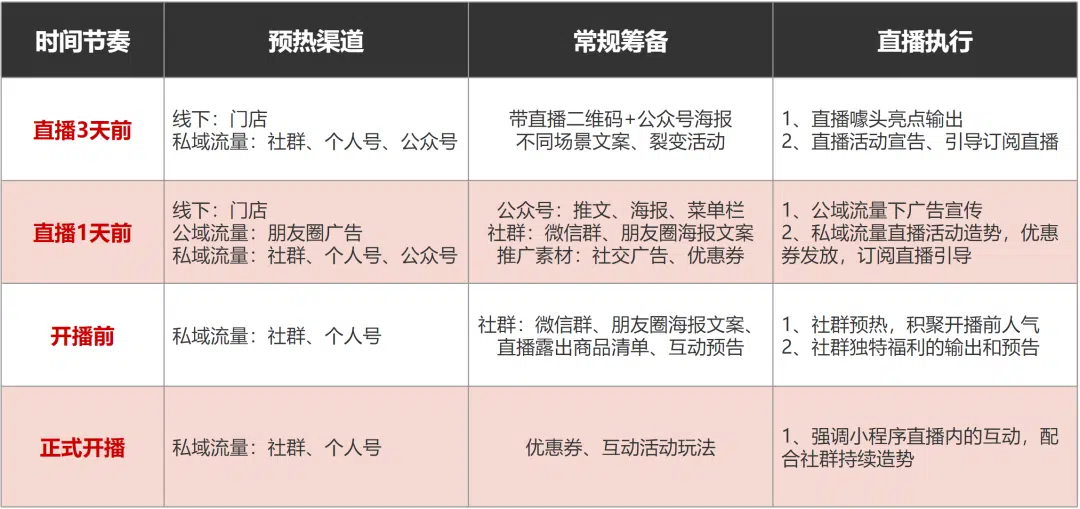 时间节奏
预热渠道
常规筹备
直播执行
直播3天前
线下：门店
私域流量：社群、个人号、公众号
带直播二维码+公众号海报
不同场景文案、裂变活动
1、直播噱头亮点输出
2、直播活动宣告、引导订阅直播
直播1天前
线下：门店
公域流量：朋友圈广告
私域流量：社群、个人号、公众号
公众号：推文、海报、菜单栏
社群：微信群、朋友圈海报文案
推广素材：社交广告、优惠券
1、公域流量下广告宣传
2、私域流量直播活动造势，优惠
券发放，订阅直播引导
开播前
私域流量：社群、个人号
社群：微信群、朋友圈海报文案、
直播露出商品清单、互动预告
1、社群预热，积聚开播前人气
2、社群独特福利的输出和预告
正式开播
私域流量：社群、个人号
优惠券、互动活动玩法
1、强调小程序直播内的互动，配
合社群持续造势